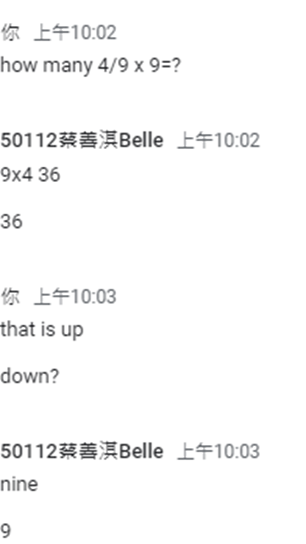 你 上午10:02
how many 4/9 x 9=?
50112蔡善淇Belle 上午10:02
9x4 36
36
你 上午10:03
that is up
down?
50112蔡善淇Belle 上午10:03
nine
9